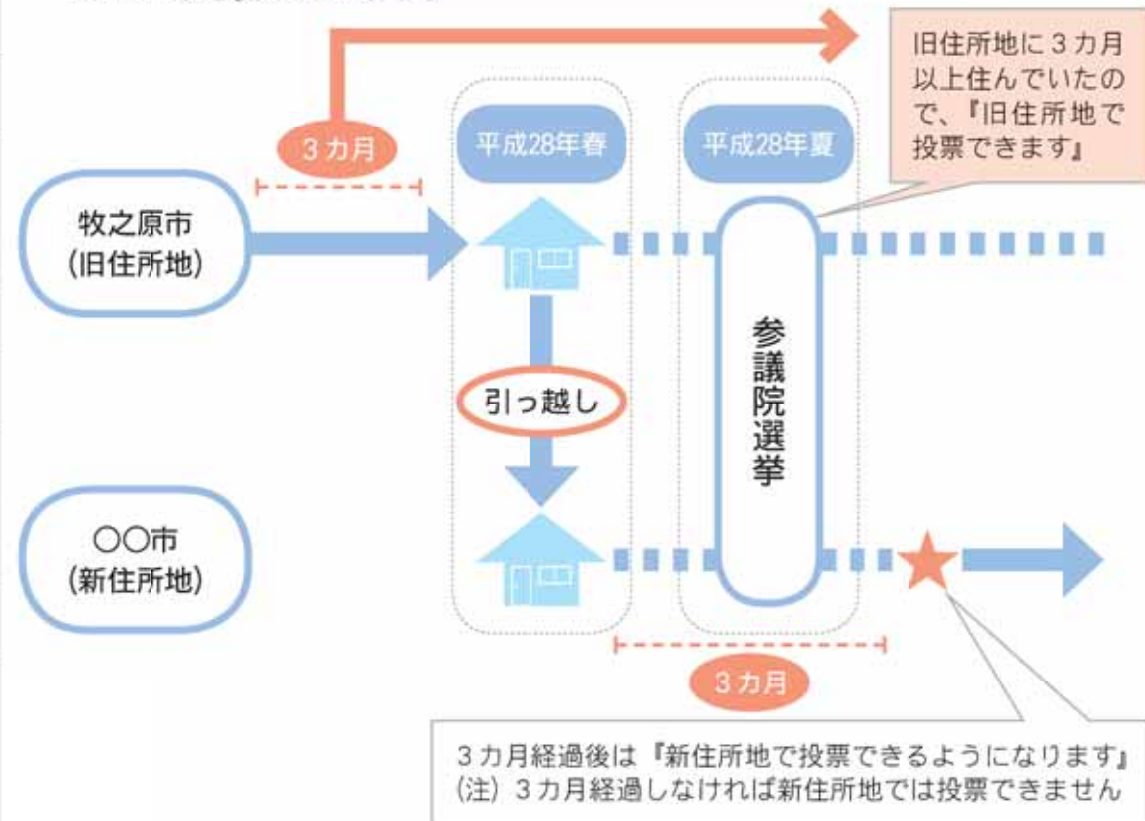 旧住所地に3カ月
以上住んでいたの
で、『旧住所地で
投票できます』
3カ月
平成28年春
平成28年夏
牧之原市
(旧住所地)
引っ越し
参議院選挙
〇〇市
(新住所地)
3カ月
3カ月経過後は『新住所地で投票できるようになります』
(注) 3カ月経過しなければ新住所地では投票できません